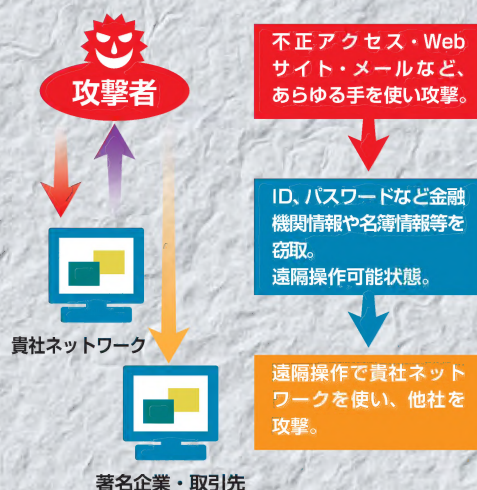 攻撃者
貴社ネットワーク
著名企業・取引先
不正アクセス・Web
サイト・メールなど、
あらゆる手を使い攻撃。
ID、パスワードなど金融
機関情報や名簿情報等を
窃取。
遠隔操作可能状態。
遠隔操作で貴社ネット
ワークを使い、他社を
攻撃。